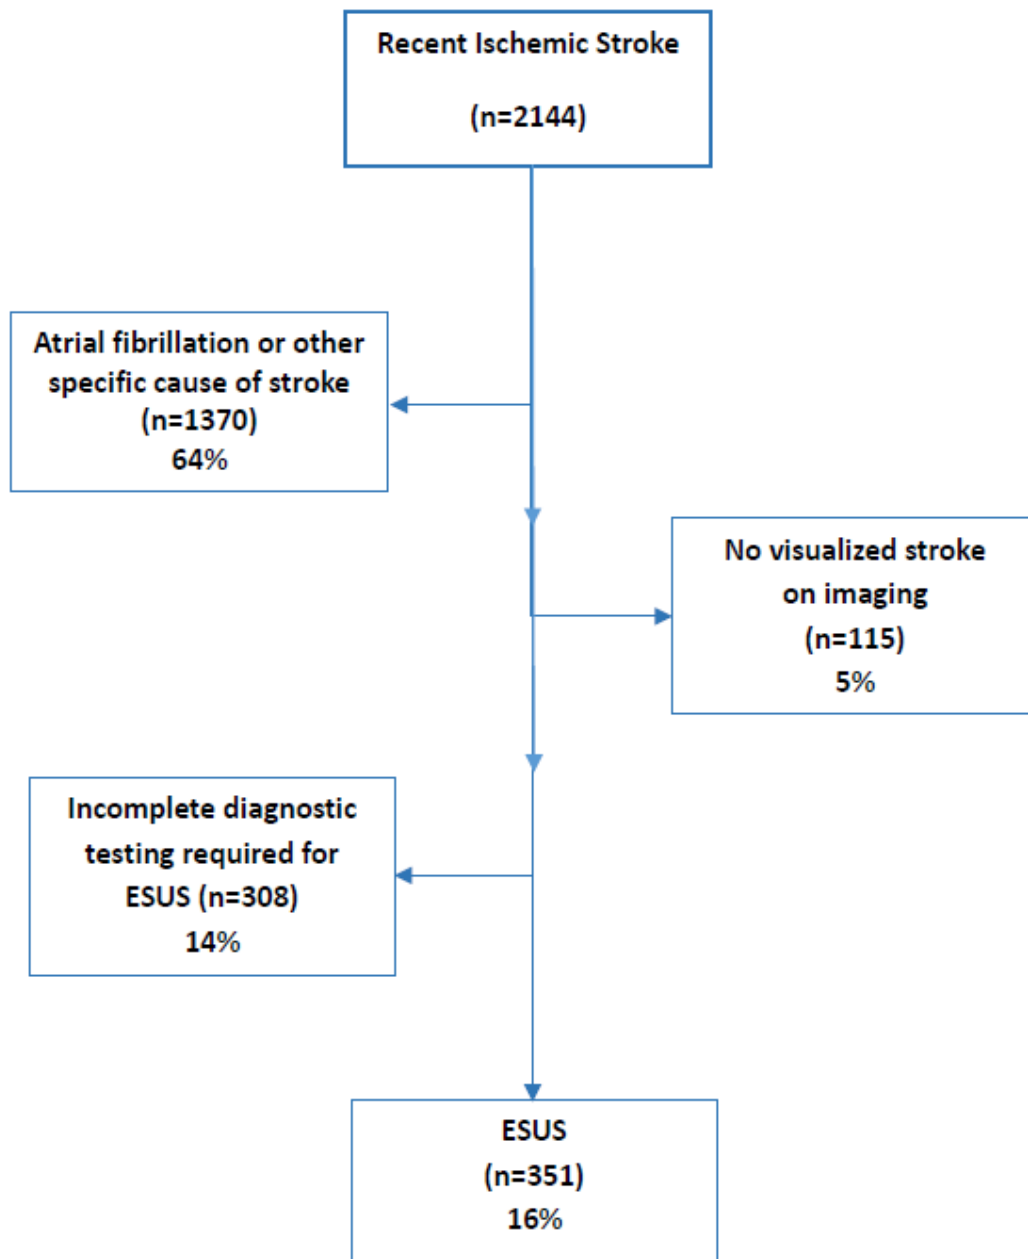 Recent Ischemic Stroke
(n=2144)
Atrial fibrillation or other
specific cause of stroke
(n=1370)
64%
No visualized stroke
on imaging
(n=115)
5%
Incomplete diagnostic
testing required for
ESUS (n=308)
14%
ESUS
(n=351)
16%